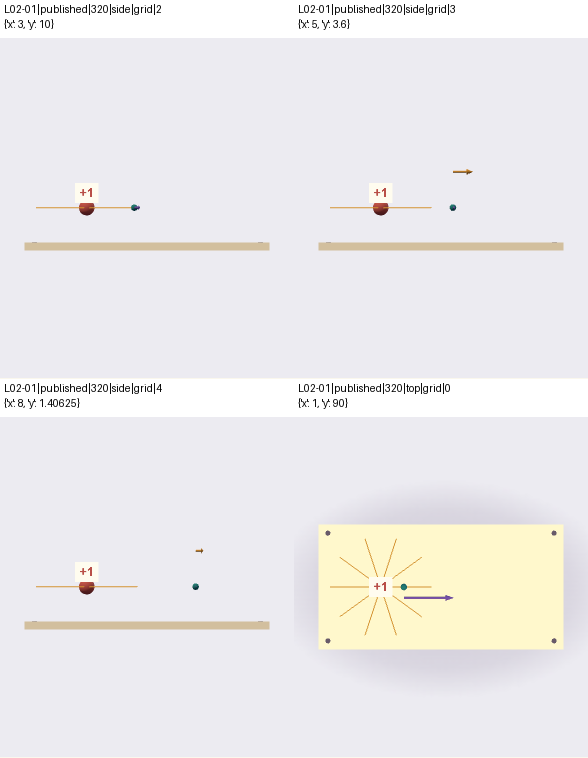 L02-01|published|320|side|grid|2
{'x': 3, 'y': 10}
L02-01|published|320|side|grid|3
{'x': 5, 'y': 3.6}
+1
+1
L02-01|published|320|side|grid|4
{'x': 8, 'y': 1.40625}
L02-01|published|320|top|grid|0
{'x': 1, 'y': 90}
+1
+1